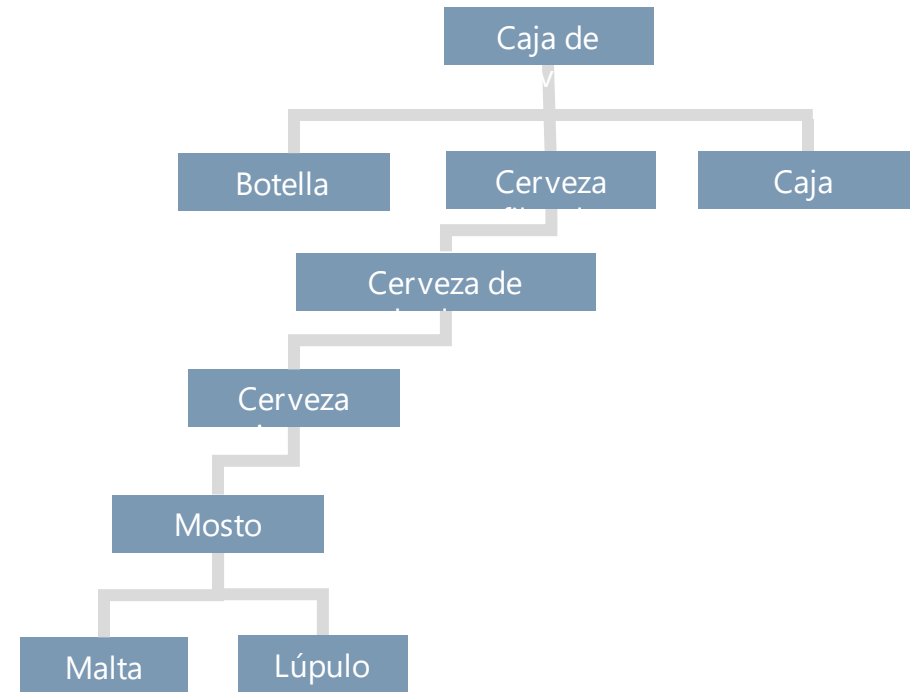 Caja de
Botella
Cerveza
Caja
Cerveza de
Cerveza
Mosto
Malta
Lúpulo